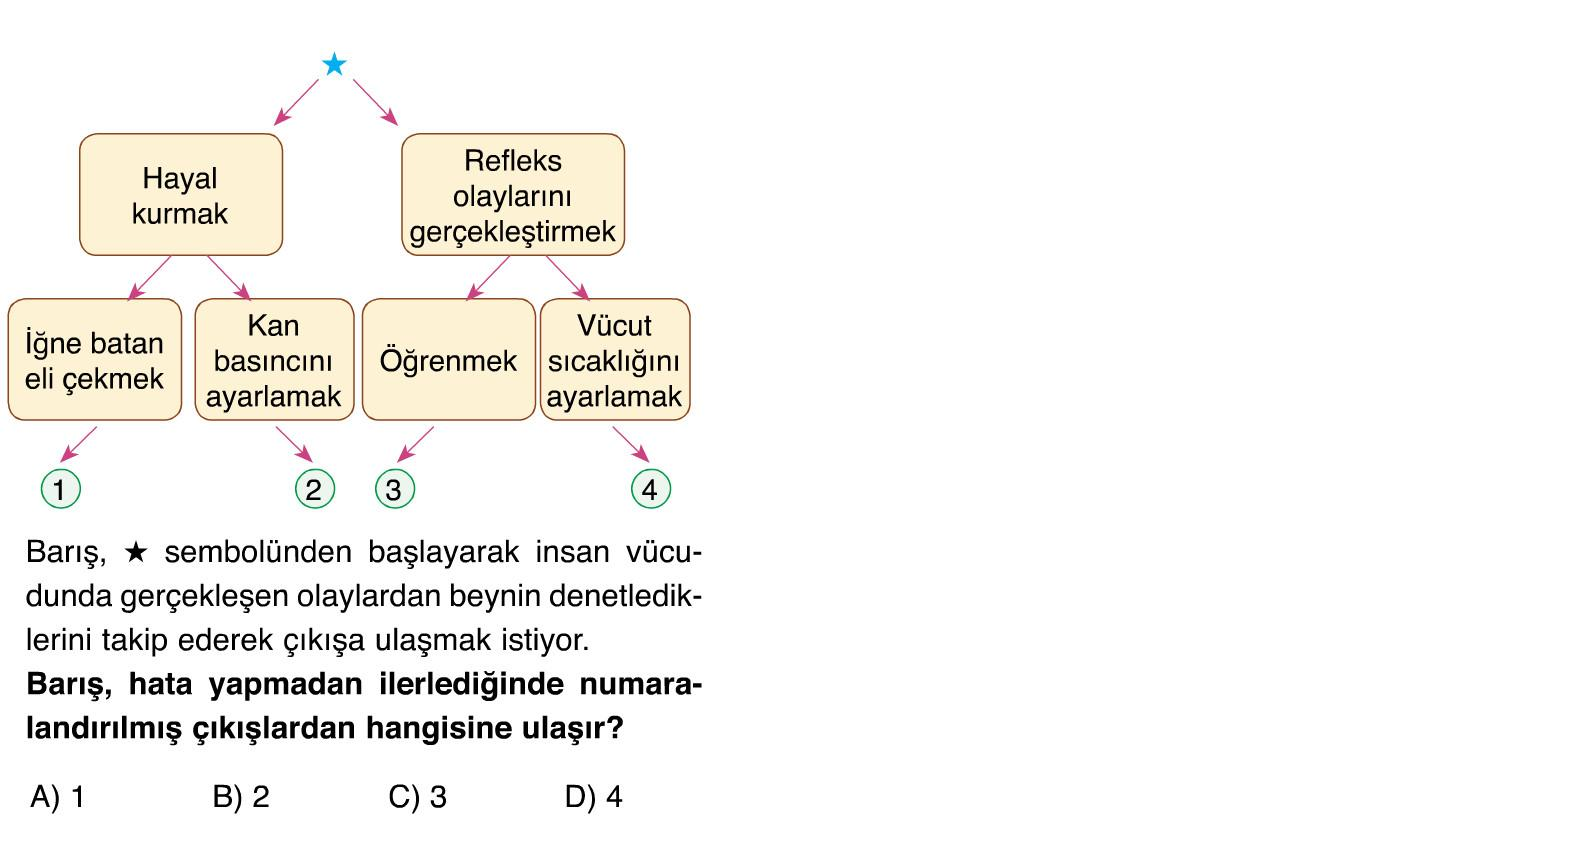 ★
Hayal
kurmak
Refleks
olaylarını
gerçekleştirmek
İğne batan
eli çekmek
Kan
basıncını
ayarlamak
Öğrenmek
Vücut
sıcaklığını
ayarlamak
1
2
3
4
Barış, ★ sembolünden başlayarak insan vücu-
dunda gerçekleşen olaylardan beynin denetledik-
lerini takip ederek çıkışa ulaşmak istiyor.
Barış, hata yapmadan ilerlediğinde numara-
landırılmış çıkışlardan hangisine ulaşır?
A) 1 B) 2 C) 3 D) 4